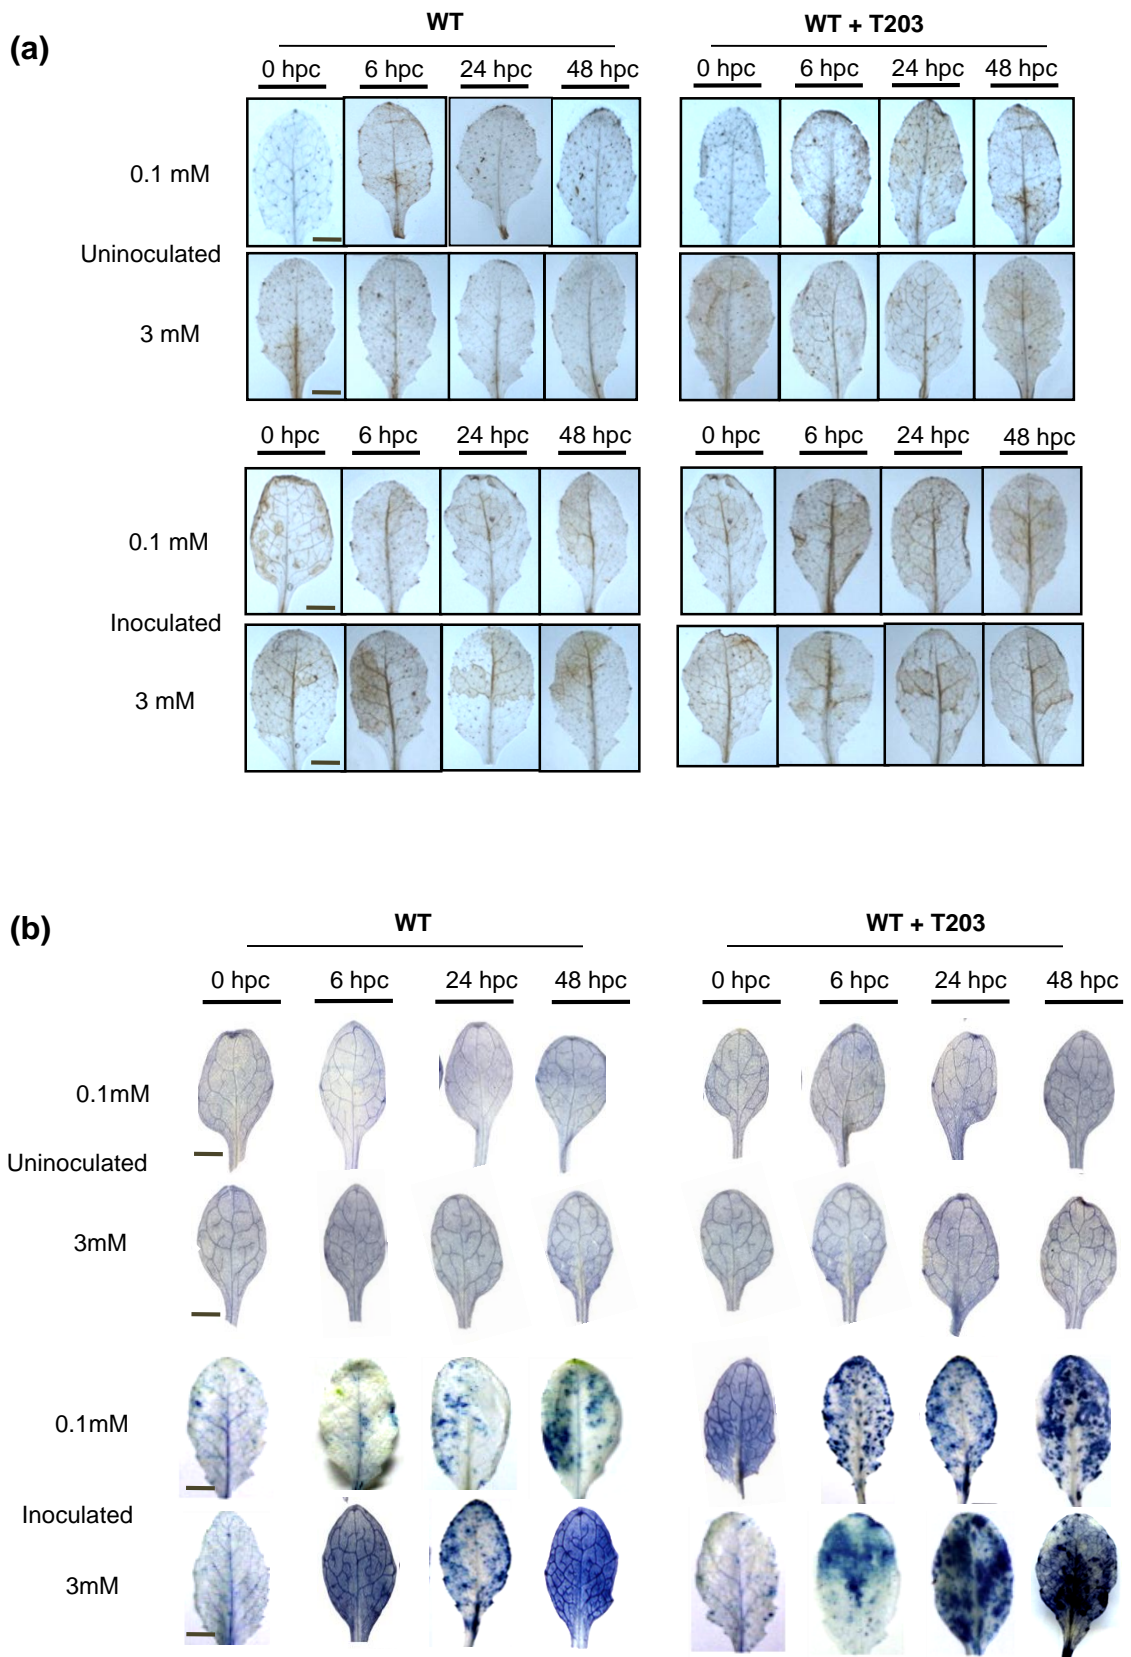 (a)
WT
WT + T203
0 hpc 6 hpc 24 hpc 48 hpc 0 hpc 6 hpc 24 hpc 48 hpc
0.1 mM
Uninoculated
3 mM
0 hpc 6 hpc 24 hpc 48 hpc 0 hpc 6 hpc 24 hpc 48 hpc
0.1 mM
Inoculated
3 mM
(b)
WT
WT + T203
0 hpc 6 hpc 24 hpc 48 hpc 0 hpc 6 hpc 24 hpc 48 hpc
0.1mM
Uninoculated
3mM
0.1mM
Inoculated
3mM